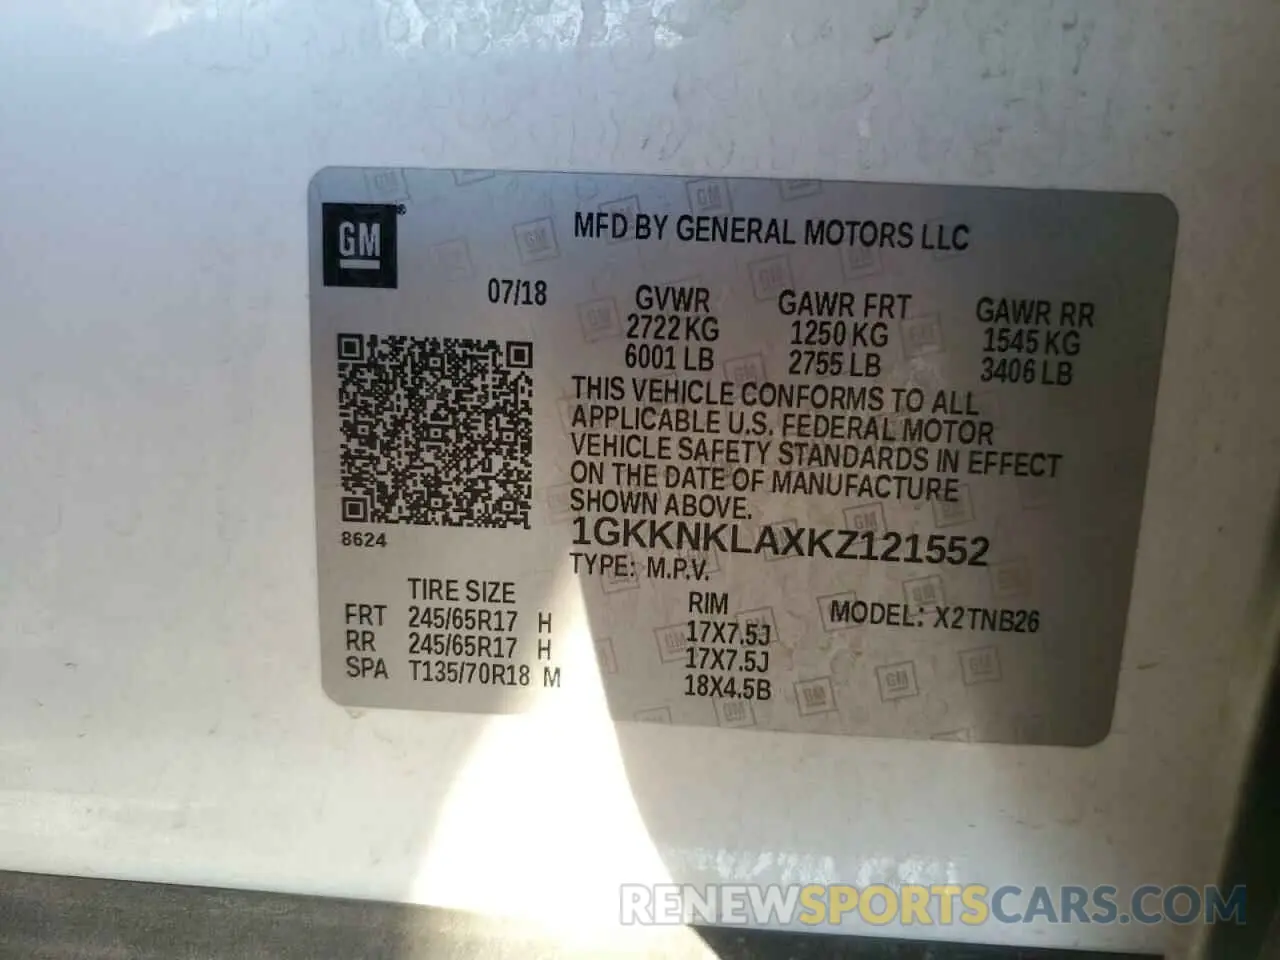 GM®
MFD BY GENERAL MOTORS LLC
07/18
GVWR GAWR FRT GAWR RR
2722 KG 1250 KG 1545 KG
6001 LB 2755 LB 3406 LB
THIS VEHICLE CONFORMS TO ALL
APPLICABLE U.S. FEDERAL MOTOR
VEHICLE SAFETY STANDARDS IN EFFECT
ON THE DATE OF MANUFACTURE
SHOWN ABOVE.
1GKKNKLAXKZ121552
8624
TYPE: M.P.V.
TIRE SIZE RIM MODEL: X2TNB26
FRT 245/65R17 H 17X7.5J
RR 245/65R17 H 17X7.5J
SPA T135/70R18 M 18X4.5B
RENEWSPORTSCARS.COM